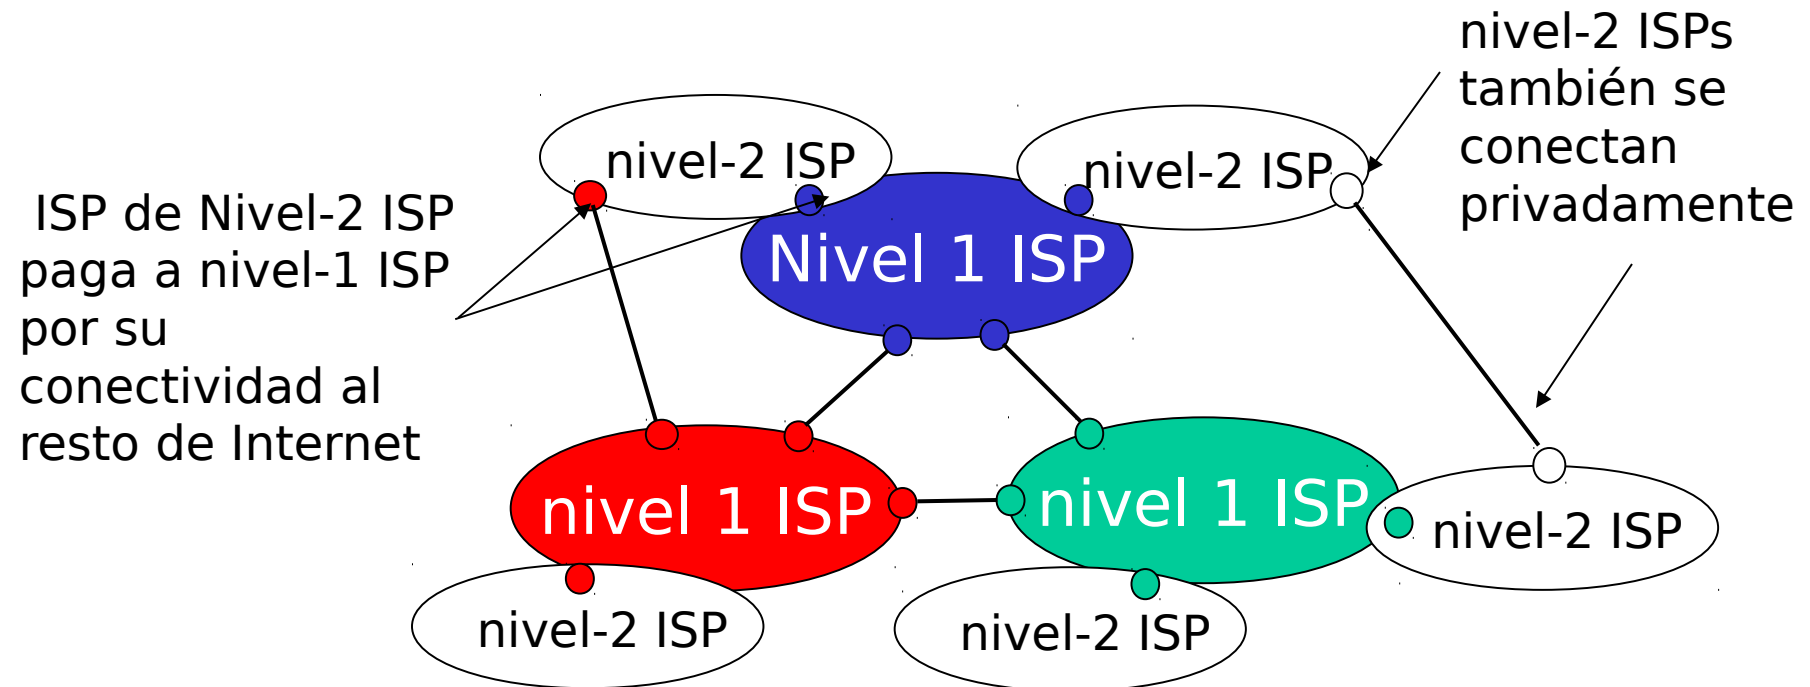 nivel-2 ISPs
también se
conectan
privadamente
nivel-2 ISP
nivel-2 ISP
ISP de Nivel-2 ISP
paga a nivel-1 ISP
por su
conectividad al
resto de Internet
Nivel 1 ISP
nivel 1 ISP
nivel 1 ISP
nivel-2 ISP
nivel-2 ISP
nivel-2 ISP